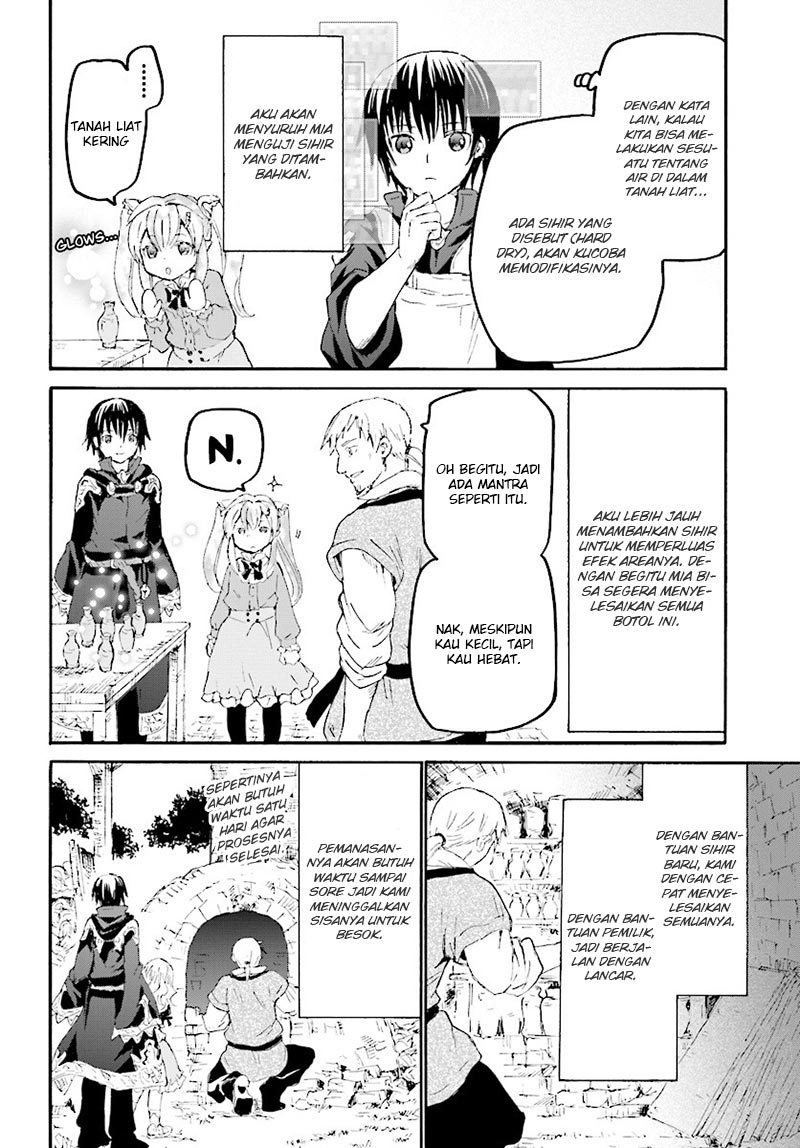 DENGAN KATA
LAIN, KALAU
KITA BISA ME-
LAKUKAN SESU-
ATU TENTANG
AIR DI DALAM
TANAH LIAT...
ADA SIHIR YANG
DISEBUT (HARD
DRY), AKAN KUCOBA
MEMODIFIKASINYA.
AKU AKAN
MENYURUH MIA
MENGUJI SIHIR
YANG DITAM-
BAHKAN.
......
TANAH LIAT
KERING
GLOWS...
AKU LEBIH JAUH
MENAMBAHKAN SIHIR
UNTUK MEMPERLUAS
EFEK AREANYA. DE-
NGAN BEGITU MIA BI-
SA SEGERA MENYE-
LESAIKAN SEMUA
BOTOL INI.
OH BEGITU, JADI
ADA MANTRA
SEPERTI ITU.
NAK, MESKIPUN
KAU KECIL, TAPI
KAU HEBAT.
N.
DENGAN BAN-
TUAN SIHIR
BARU, KAMI
DENGAN CE-
PAT MENYE-
LESAIKAN
SEMUANYA.
DENGAN BAN-
TUAN PEMILIK,
JADI BERJA-
LAN DENGAN
LANCAR.
PEMANASAN-
NYA AKAN BUTUH
WAKTU SAMPAI
SORE JADI KAMI
MENINGGALKAN
SISANYA UNTUK
BESOK.
SEPERTINYA
AKAN BUTUH
WAKTU SATU
HARI AGAR
PROSESNYA
SELESAI.